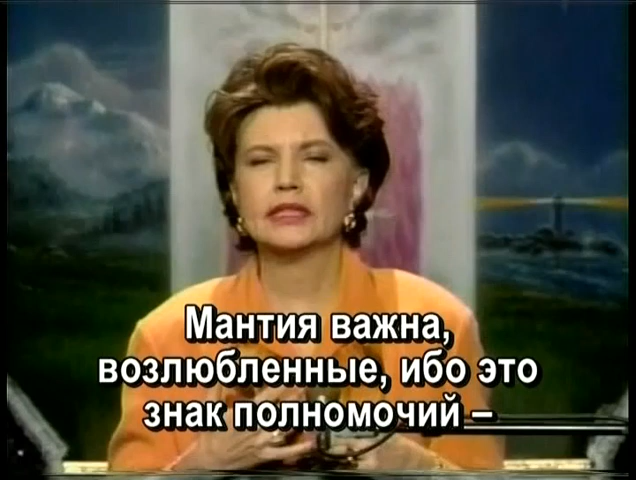 Мантия важна,
возлюбленные, ибо это
знак полномочий –